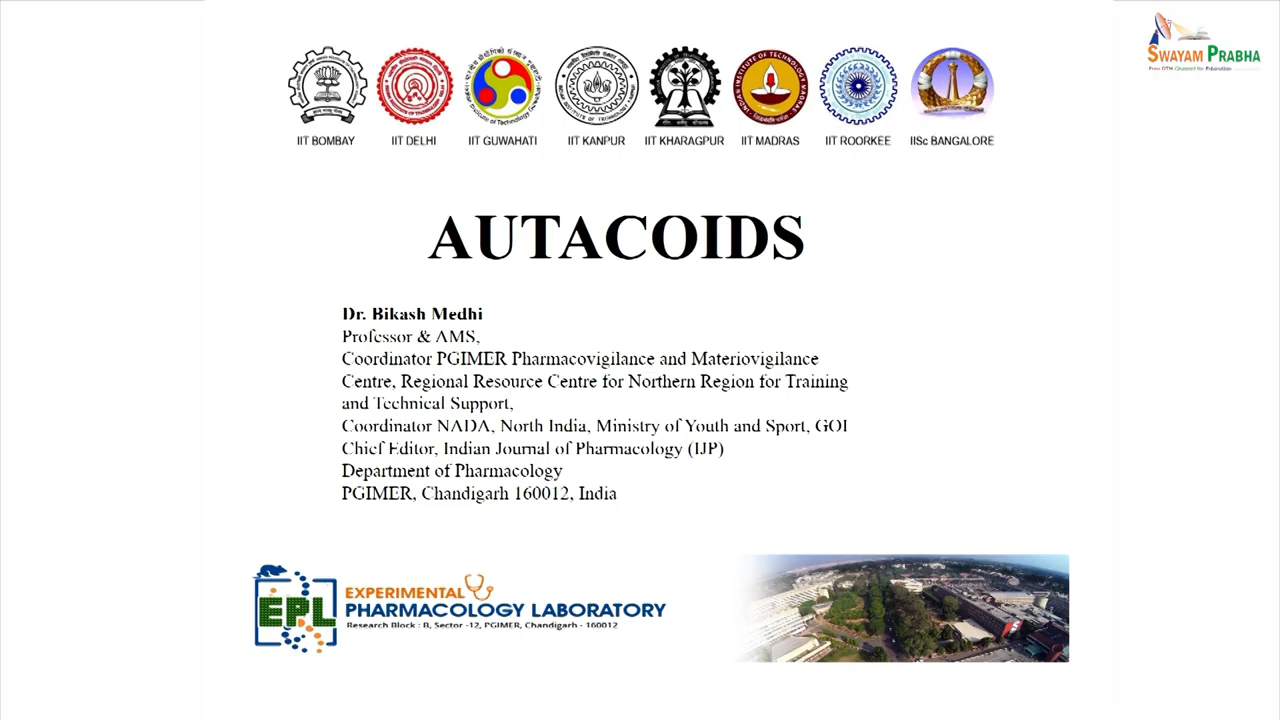 SWAYAM PRABHA
IIT BOMBAY
IIT DELHI
IIT GUWAHATI
IIT KANPUR
IIT KHARAGPUR
IIT MADRAS
IIT ROORKEE
IISc BANGALORE
AUTACOIDS
Dr. Bikash Medhi
Professor & AMS,
Coordinator PGIMER Pharmacovigilance and Materiovigilance
Centre, Regional Resource Centre for Northern Region for Training
and Technical Support,
Coordinator NADA, North India, Ministry of Youth and Sport, GOI
Chief Editor, Indian Journal of Pharmacology (IJP)
Department of Pharmacology
PGIMER, Chandigarh 160012, India
EPL
EXPERIMENTAL
PHARMACOLOGY LABORATORY
Research Block : B, Sector -12, PGIMER, Chandigarh - 160012